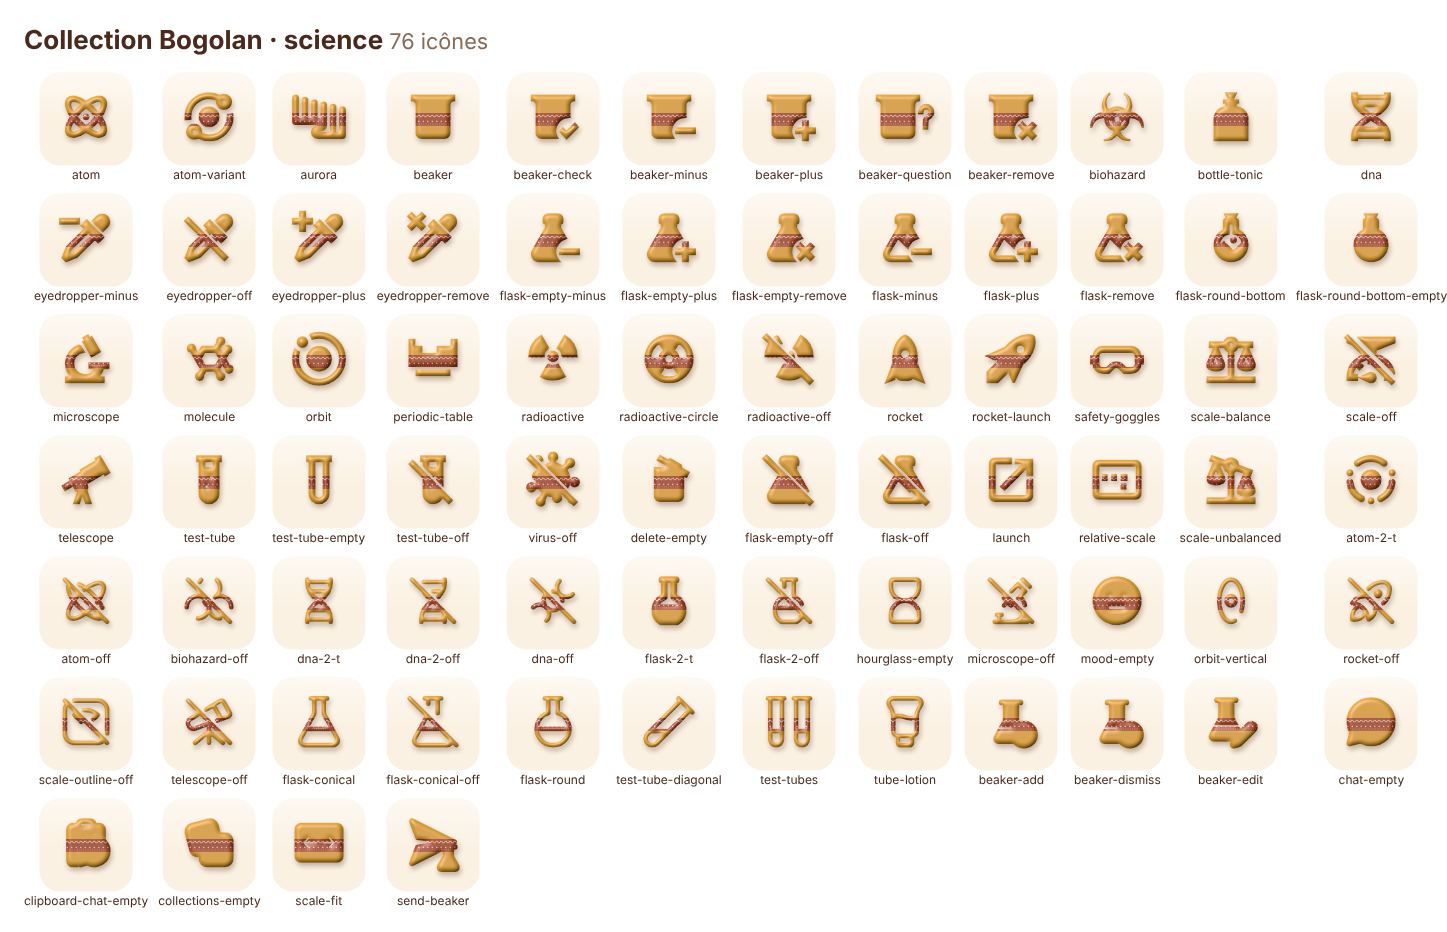 Collection Bogolan · science 76 icônes
atom atom-variant aurora beaker beaker-check beaker-minus beaker-plus beaker-question beaker-remove biohazard bottle-tonic dna
eyedropper-minus eyedropper-off eyedropper-plus eyedropper-remove flask-empty-minus flask-empty-plus flask-empty-remove flask-minus flask-plus flask-remove flask-round-bottom flask-round-bottom-empty
microscope molecule orbit periodic-table radioactive radioactive-circle radioactive-off rocket rocket-launch safety-goggles scale-balance scale-off
telescope test-tube test-tube-empty test-tube-off virus-off delete-empty flask-empty-off flask-off launch relative-scale scale-unbalanced atom-2-t
atom-off biohazard-off dna-2-t dna-2-off dna-off flask-2-t flask-2-off hourglass-empty microscope-off mood-empty orbit-vertical rocket-off
scale-outline-off telescope-off flask-conical flask-conical-off flask-round test-tube-diagonal test-tubes tube-lotion beaker-add beaker-dismiss beaker-edit chat-empty
clipboard-chat-empty collections-empty scale-fit send-beaker